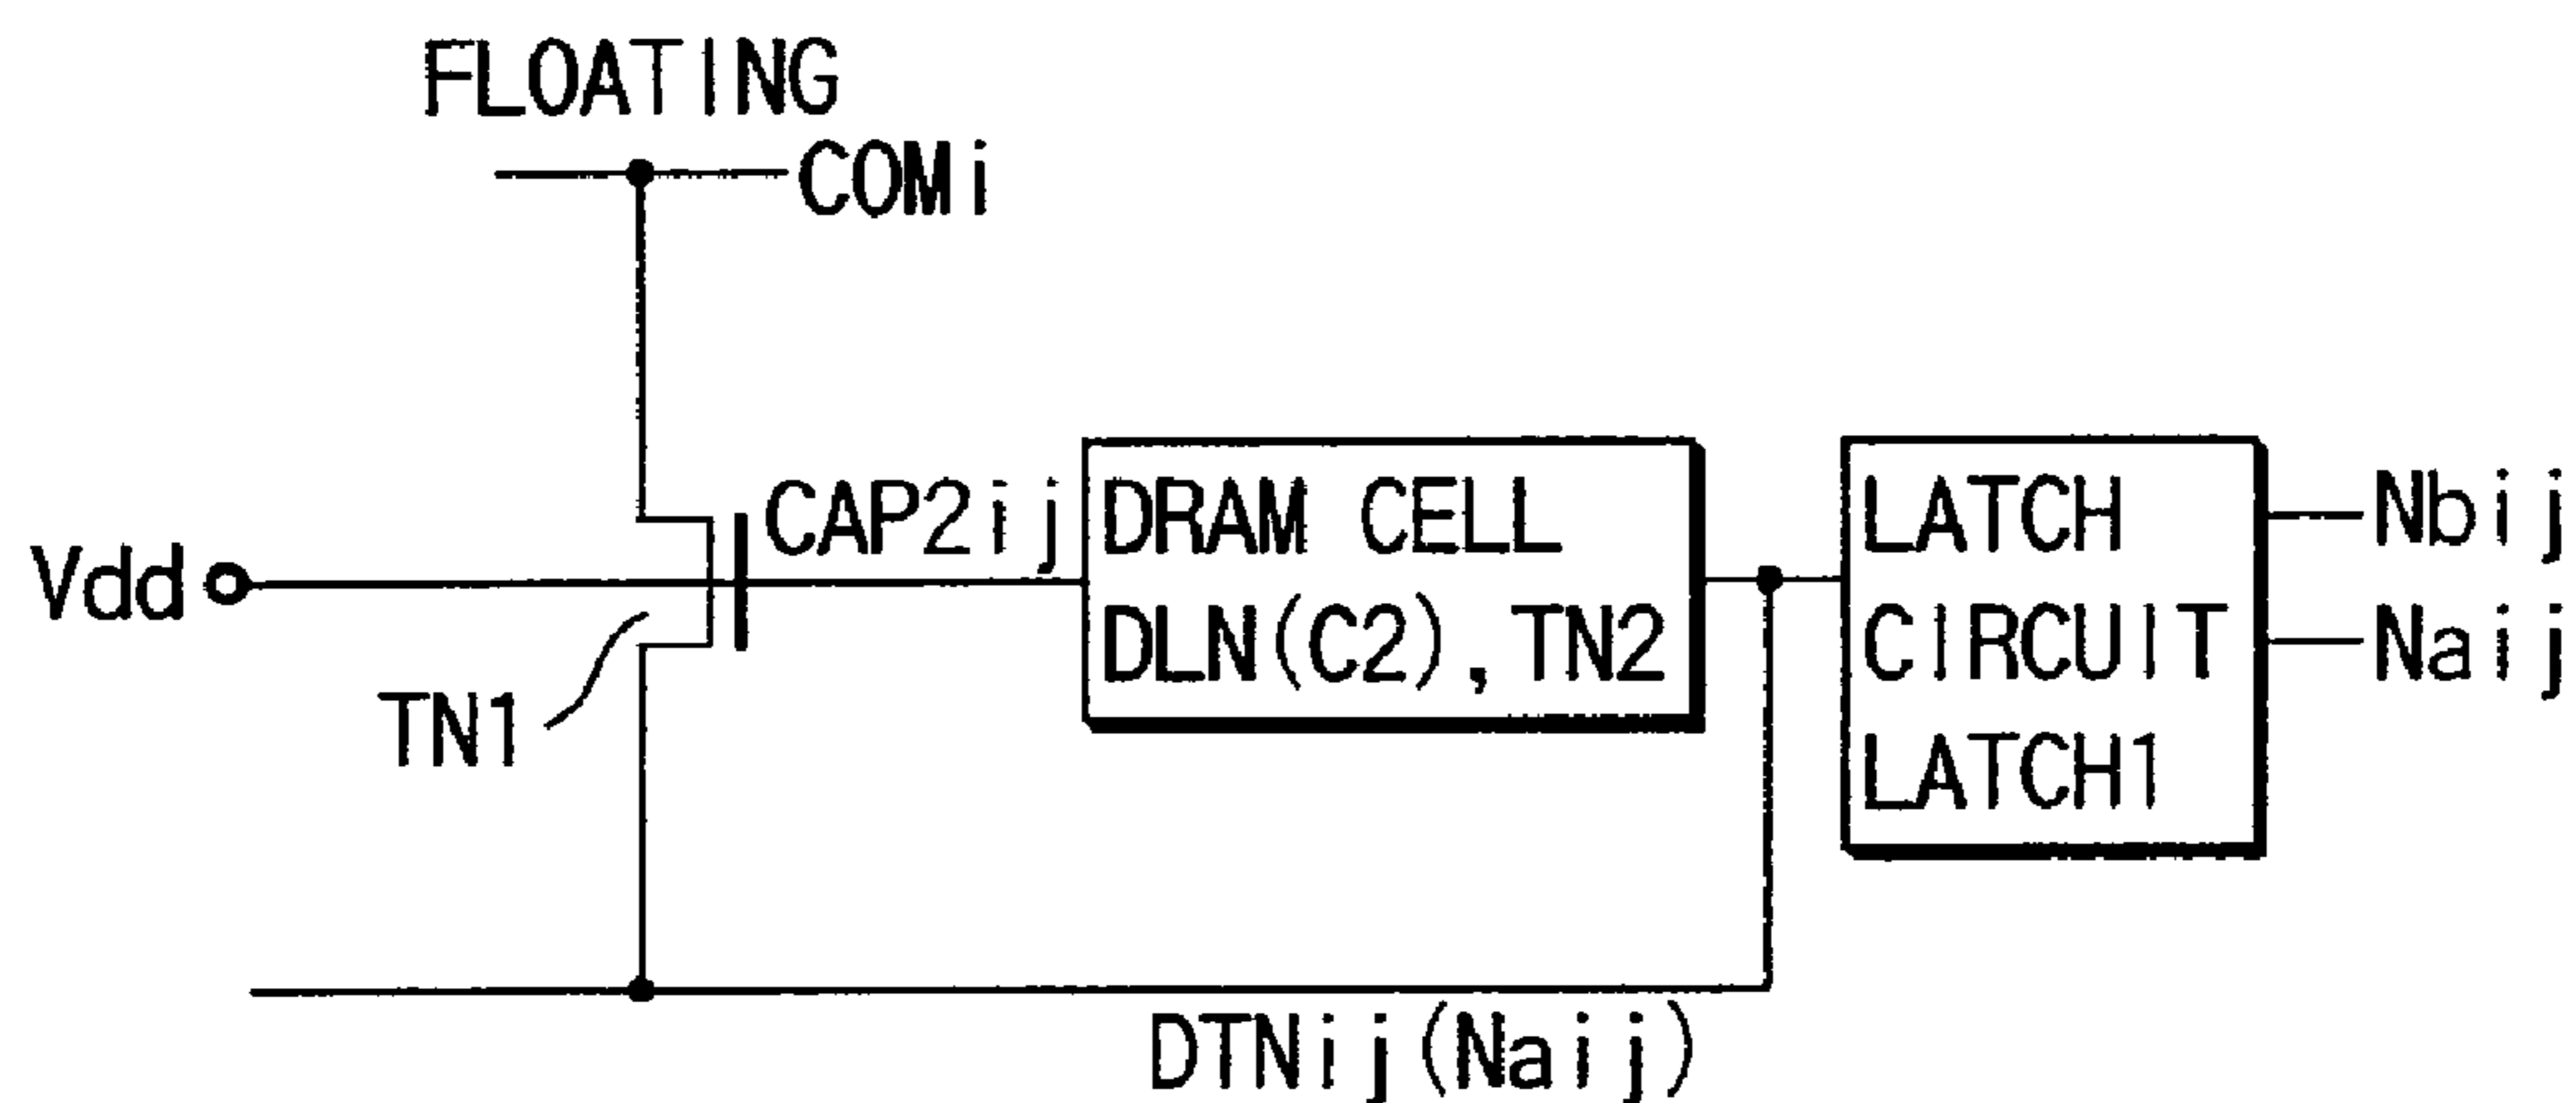 FLOATING
COMi
Vdd
TN1
CAP2ij
DRAM CELL
DLN(C2),TN2
LATCH
CIRCUIT
LATCH1
Nbij
Naij
DTNij(Naij)